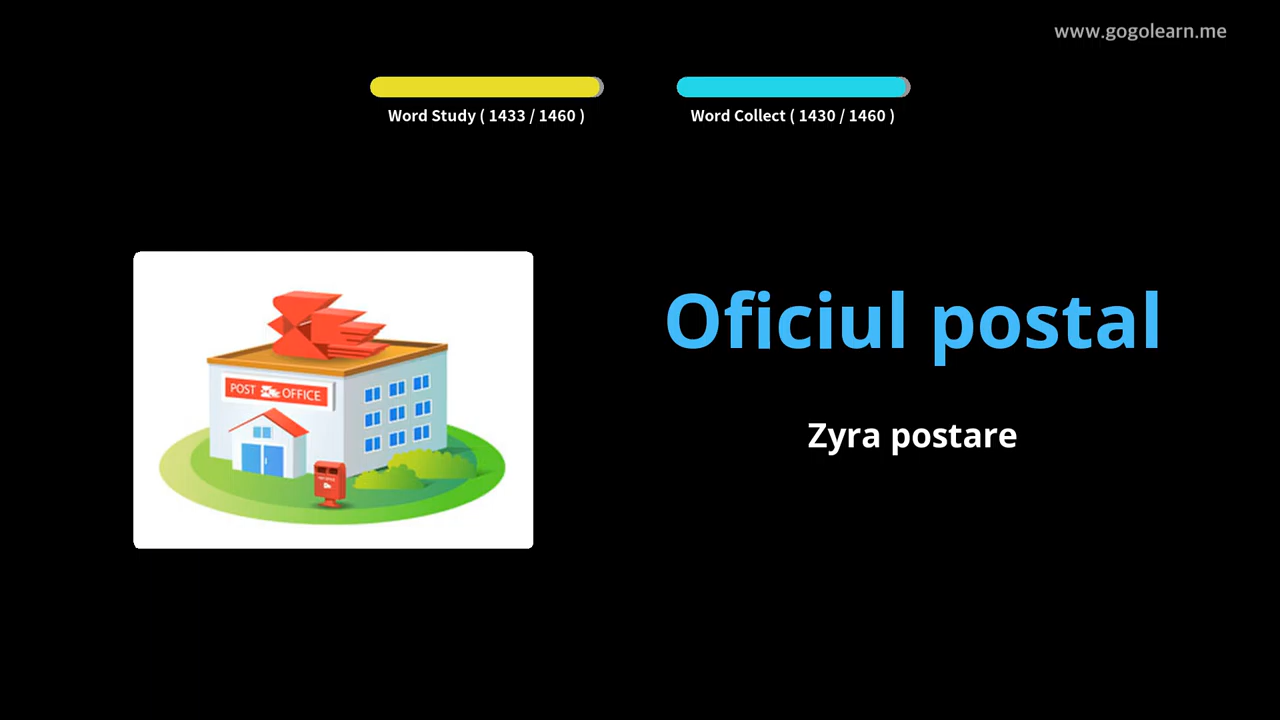 www.gogolearn.me
Word Study ( 1433 / 1460 )
Word Collect ( 1430 / 1460 )
Oficiul postal
POST OFFICE
Zyra postare